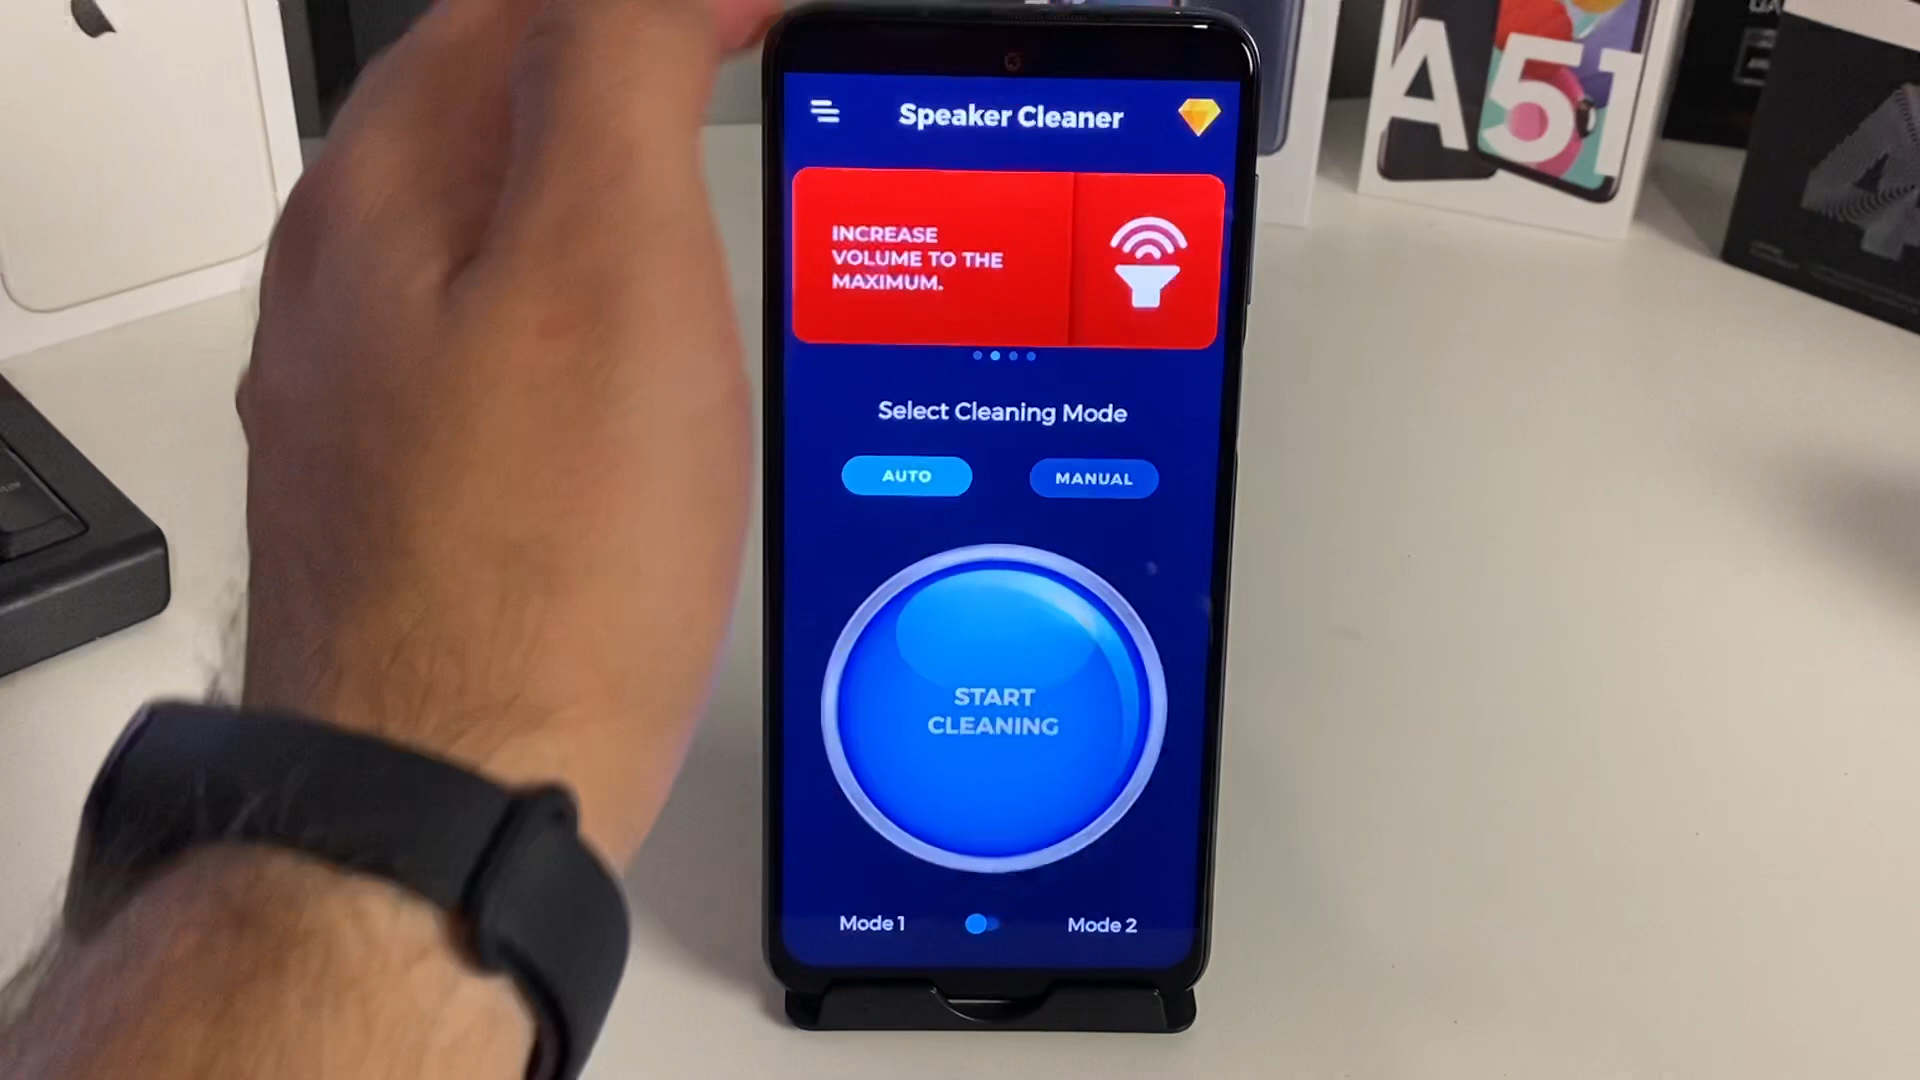 Speaker Cleaner
INCREASE
VOLUME TO THE
MAXIMUM.
Select Cleaning Mode
AUTO
MANUAL
START
CLEANING
Mode 1
Mode 2
A51
4